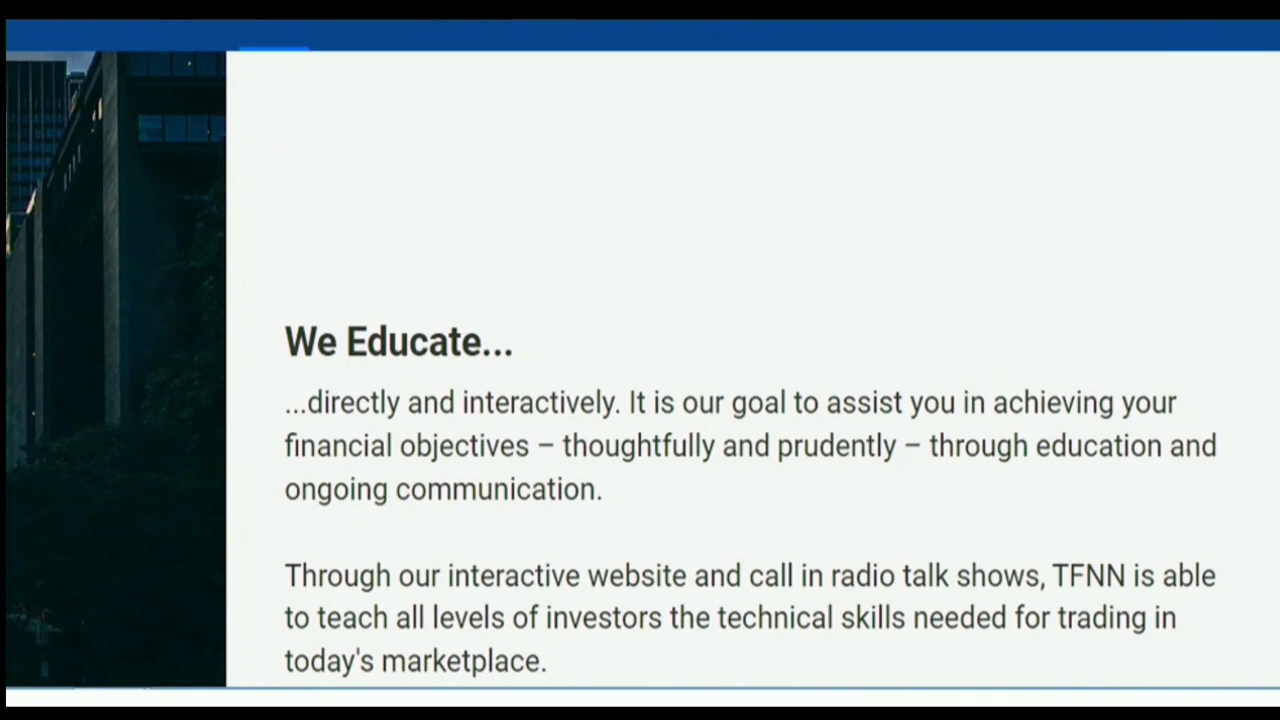 We Educate...
...directly and interactively. It is our goal to assist you in achieving your
financial objectives – thoughtfully and prudently – through education and
ongoing communication.
Through our interactive website and call in radio talk shows, TFNN is able
to teach all levels of investors the technical skills needed for trading in
today's marketplace.